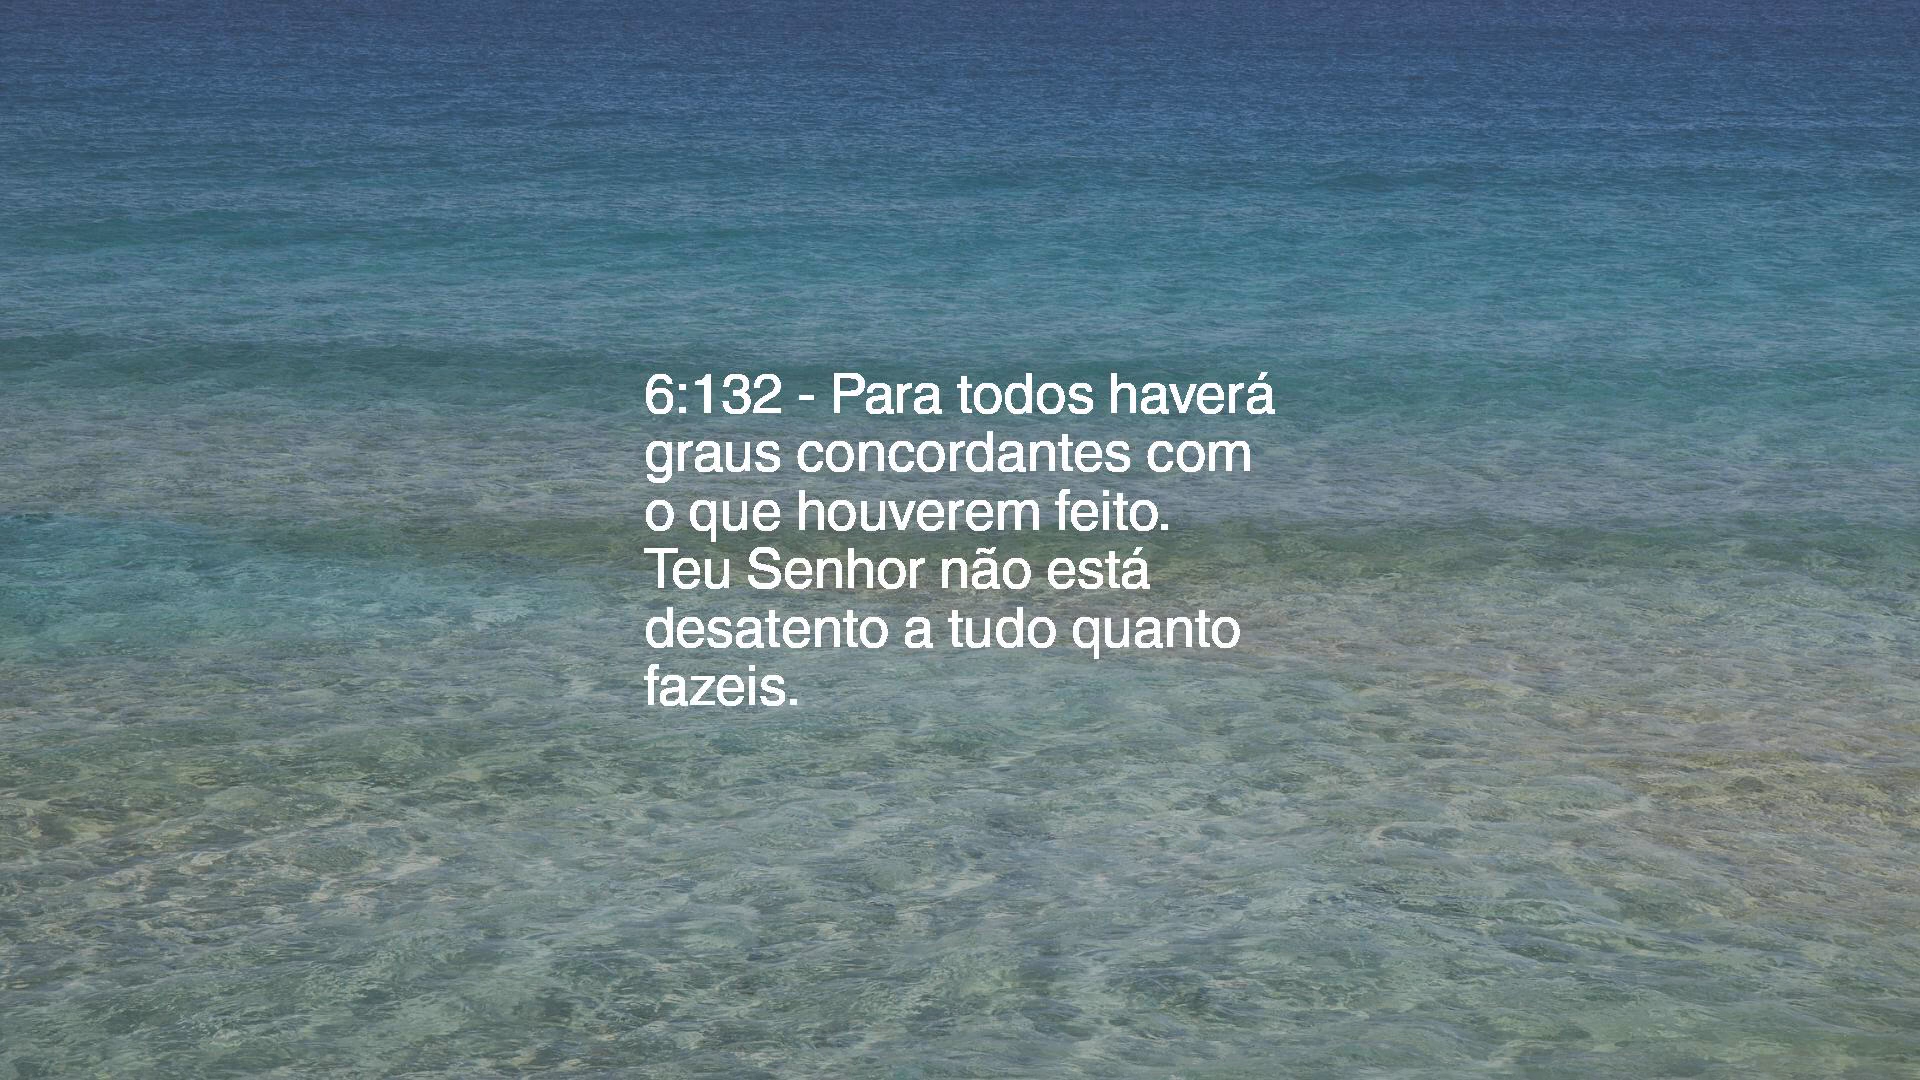 6:132 - Para todos haverá
graus concordantes com
o que houverem feito.
Teu Senhor não está
desatento a tudo quanto
fazeis.